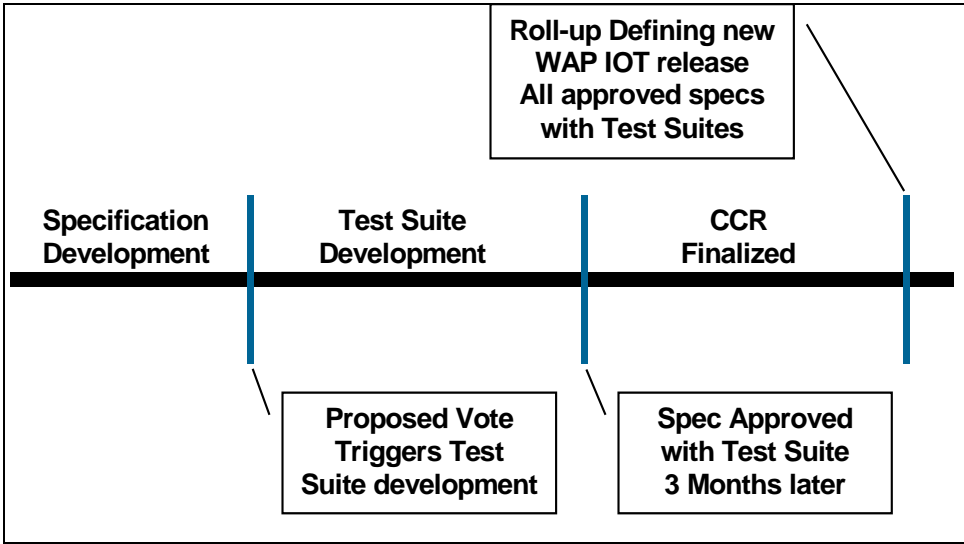 Roll-up Defining new
WAP IOT release
All approved specs
with Test Suites
Specification
Development
Test Suite
Development
CCR
Finalized
Proposed Vote
Triggers Test
Suite development
Spec Approved
with Test Suite
3 Months later